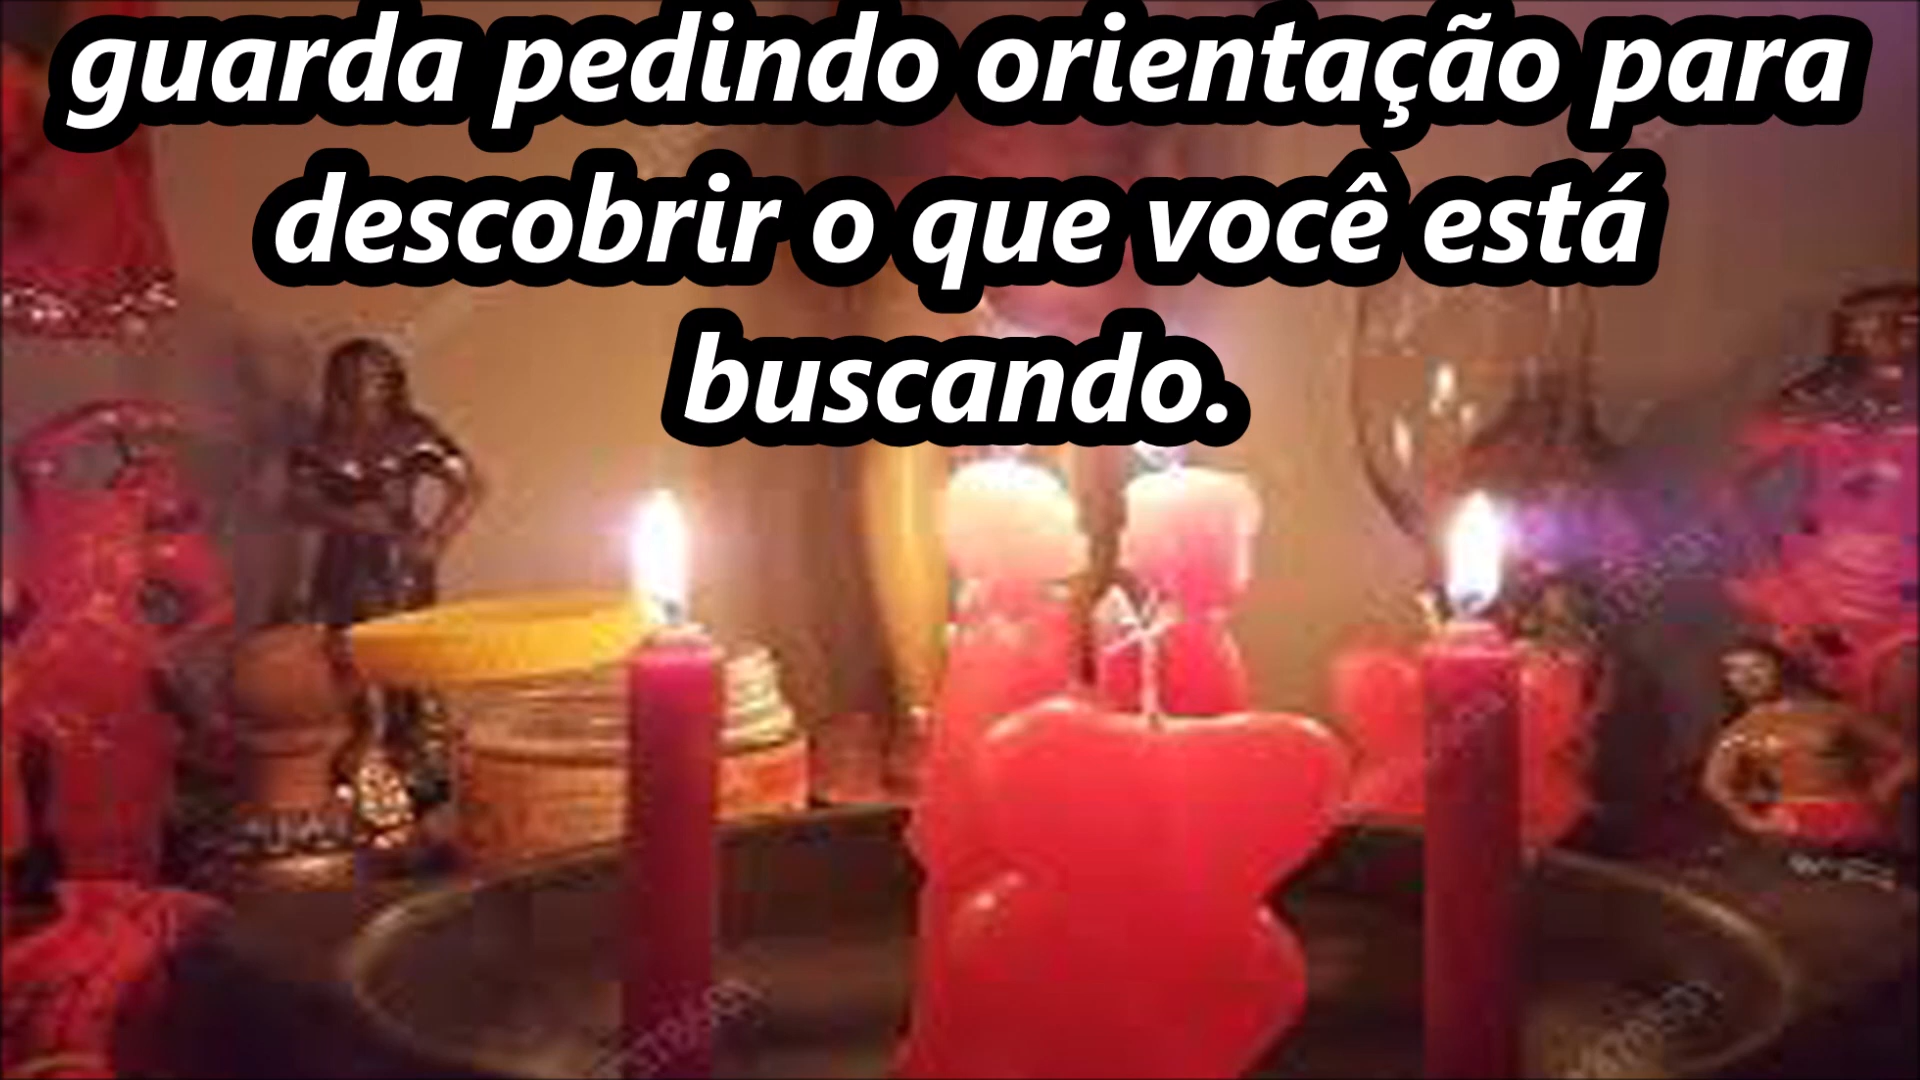 guarda pedindo orientação para
descobrir o que você está
buscando.